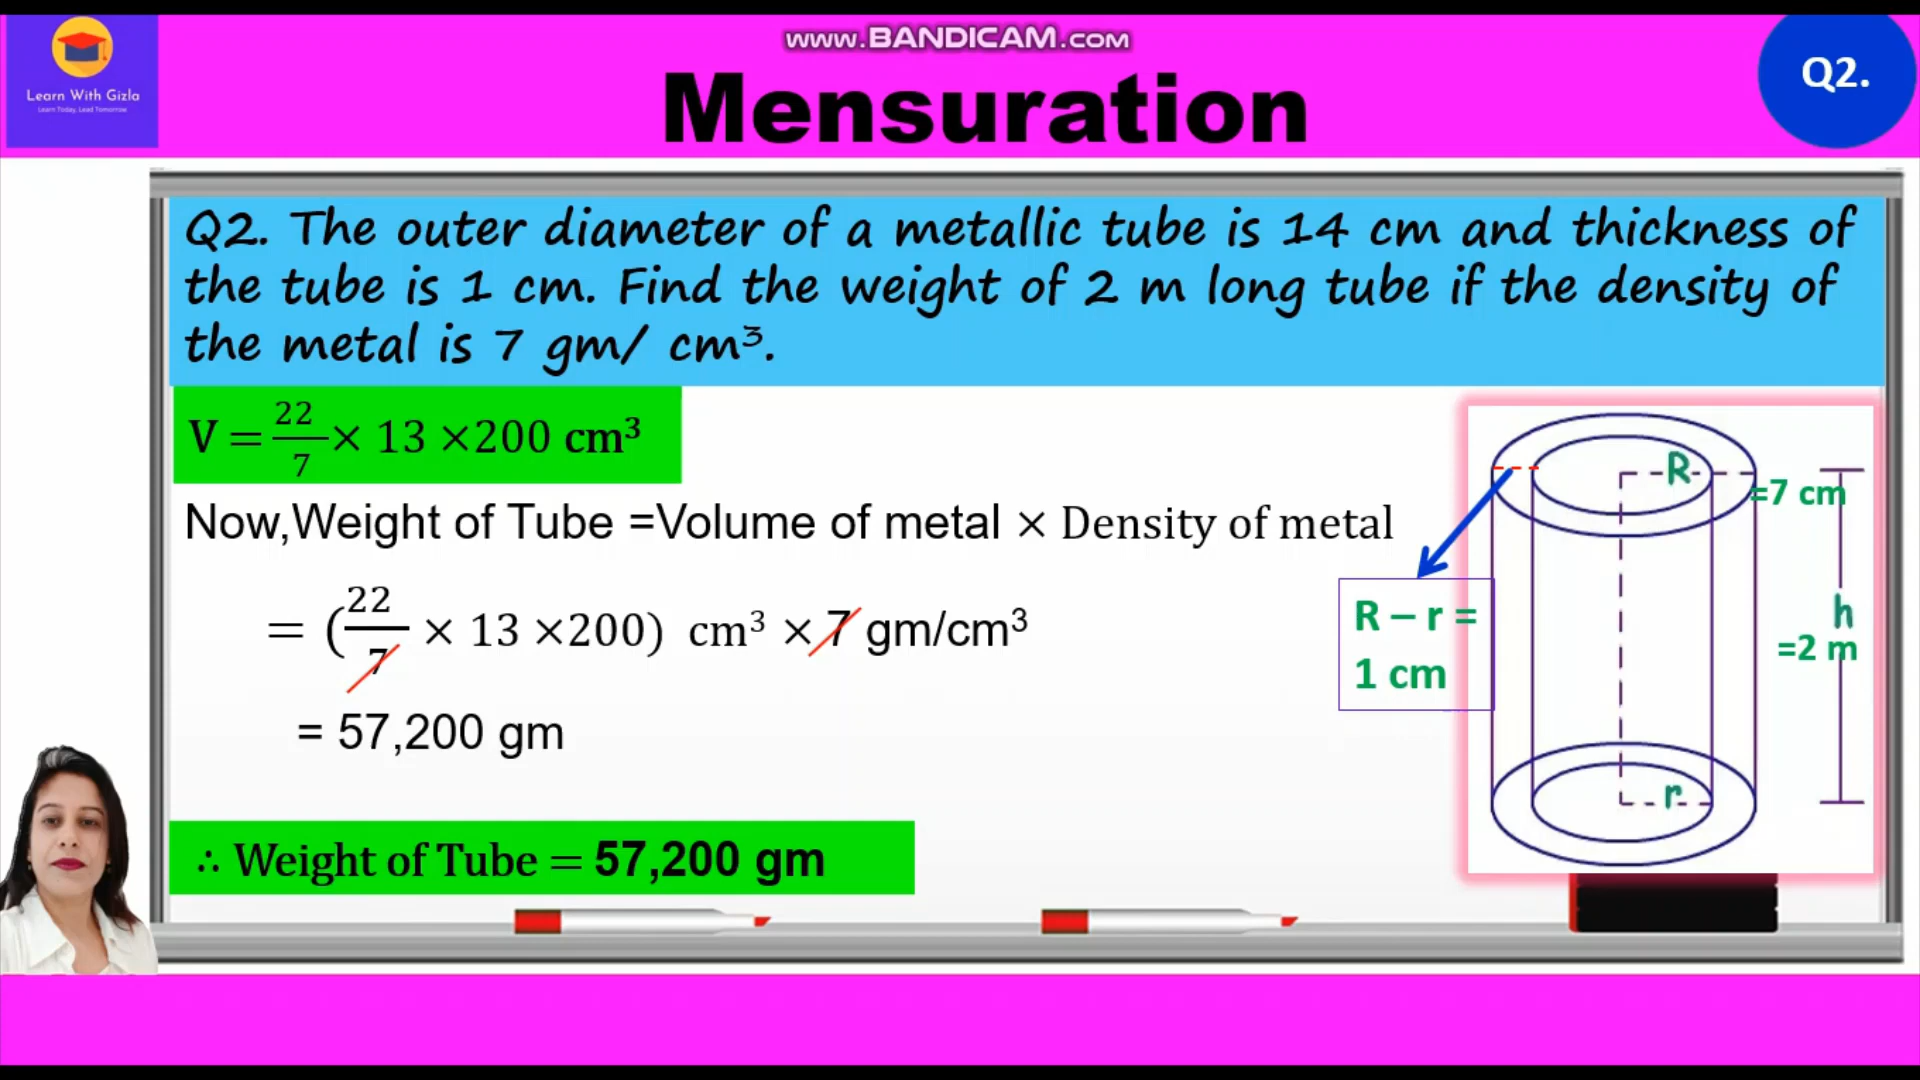 www.BANDICAM.com
Learn With Gizla
Learn Today, Lead Tomorrow
Mensuration
Q2.
Q2. The outer diameter of a metallic tube is 14 cm and thickness of
the tube is 1 cm. Find the weight of 2 m long tube if the density of
the metal is 7 gm/ cm³.
V = 22/7 × 13 ×200 cm³
Now,Weight of Tube =Volume of metal × Density of metal
= (22/7 × 13 ×200) cm³ × 7 gm/cm³
= 57,200 gm
∴ Weight of Tube = 57,200 gm
R
=7 cm
R – r =
1 cm
h
=2 m
r